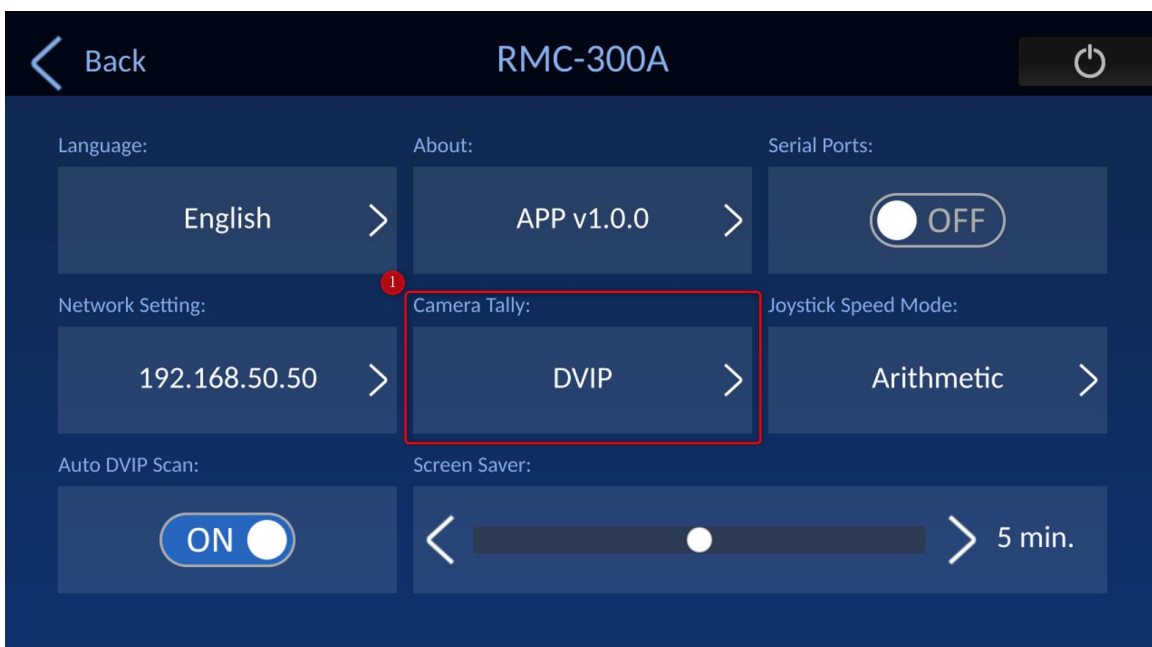 Back
RMC-300A
Language:
About:
Serial Ports:
English
APP v1.0.0
OFF
1
Network Setting:
Camera Tally:
Joystick Speed Mode:
192.168.50.50
DVIP
Arithmetic
Auto DVIP Scan:
Screen Saver:
ON
5 min.